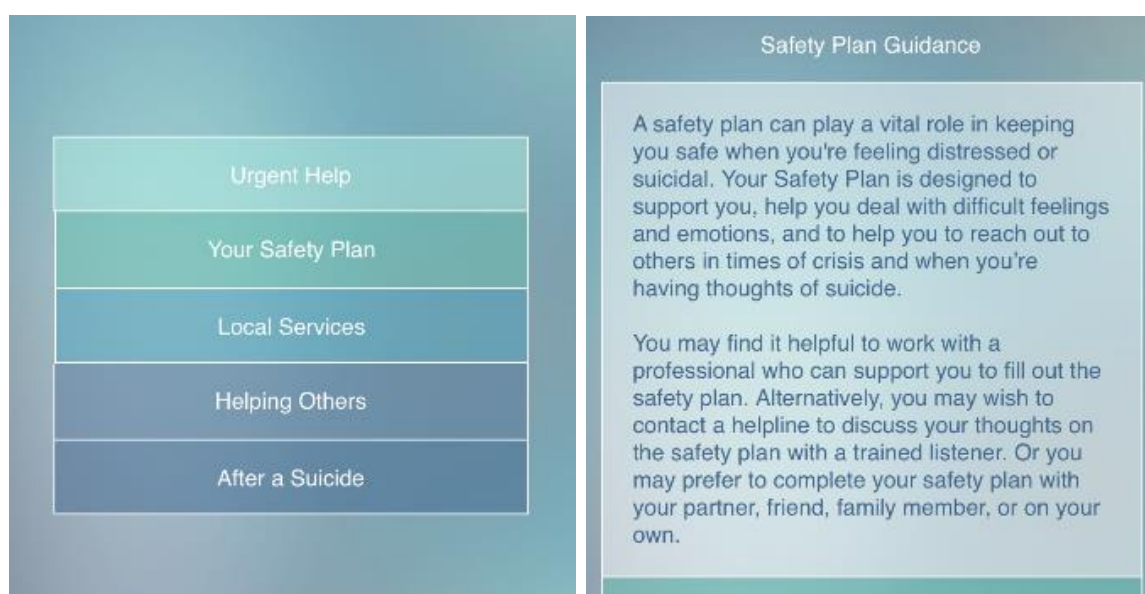 Urgent Help
Your Safety Plan
Local Services
Helping Others
After a Suicide
Safety Plan Guidance
A safety plan can play a vital role in keeping
you safe when you're feeling distressed or
suicidal. Your Safety Plan is designed to
support you, help you deal with difficult feelings
and emotions, and to help you to reach out to
others in times of crisis and when you're
having thoughts of suicide.
You may find it helpful to work with a
professional who can support you to fill out the
safety plan. Alternatively, you may wish to
contact a helpline to discuss your thoughts on
the safety plan with a trained listener. Or you
may prefer to complete your safety plan with
your partner, friend, family member, or on your
own.